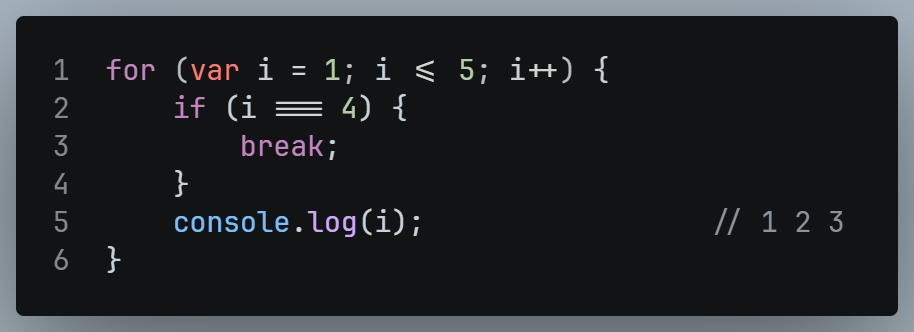 1 for (var i = 1; i <= 5; i++) {
2     if (i === 4) {
3         break;
4     }
5     console.log(i);                 // 1 2 3
6 }